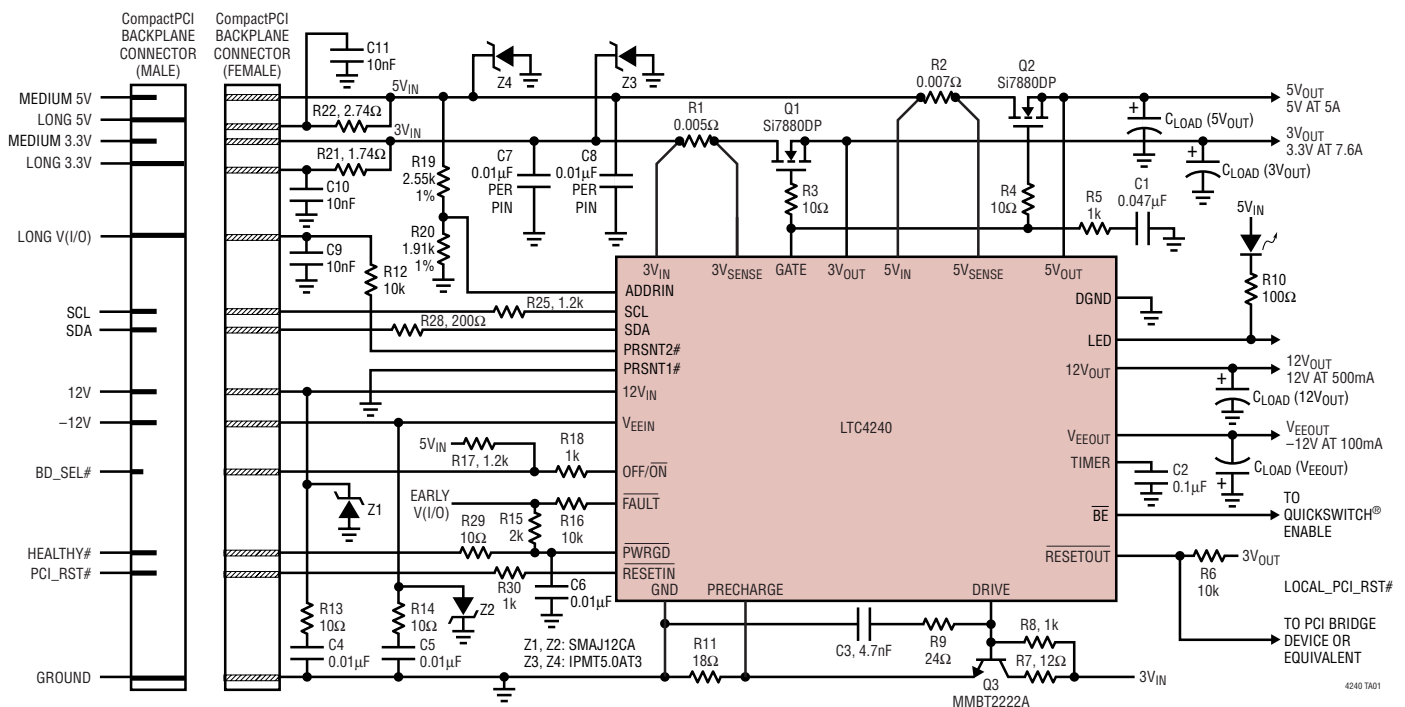 CompactPCI
BACKPLANE
CONNECTOR
(MALE)
CompactPCI
BACKPLANE
CONNECTOR
(FEMALE)
C11
10nF
Z4
Z3
R2
0.007Ω
Q2
Si7880DP
MEDIUM 5V
LONG 5V
MEDIUM 3.3V
LONG 3.3V
5VIN
R22, 2.74Ω
3VIN
R21, 1.74Ω
R1
0.005Ω
Q1
Si7880DP
5VOUT
5V AT 5A
CLOAD (5VOUT)
3VOUT
3.3V AT 7.6A
CLOAD (3VOUT)
C10
10nF
R19
2.55k
1%
C7
0.01µF
PER
PIN
C8
0.01µF
PER
PIN
R3
10Ω
R4
10Ω
R5
1k
C1
0.047µF
LONG V(I/O)
C9
10nF
R12
10k
R20
1.91k
1%
5VIN
R10
100Ω
3VIN
3VSENSE
GATE
3VOUT
5VIN
5VSENSE
5VOUT
ADDRIN
DGND
SCL
R25, 1.2k
SCL
SDA
R28, 200Ω
SDA
LED
PRSNT2#
PRSNT1#
12VOUT
12VOUT
12V AT 500mA
12V
12VIN
CLOAD (12VOUT)
–12V
VEEIN
LTC4240
VEEOUT
VEEOUT
–12V AT 100mA
5VIN
R17, 1.2k
R18
1k
BD_SEL#
OFF/ON
TIMER
C2
0.1µF
CLOAD (VEEOUT)
Z1
EARLY
V(I/O)
R15
2k
R16
10k
FAULT
BE
TO
QUICKSWITCH®
ENABLE
R29
10Ω
HEALTHY#
PWRGD
RESETOUT
3VOUT
R6
10k
PCI_RST#
R30
1k
RESETIN
C6
0.01µF
GND
PRECHARGE
DRIVE
LOCAL_PCI_RST#
R13
10Ω
R14
10Ω
Z2
C4
0.01µF
C5
0.01µF
Z1, Z2: SMAJ12CA
Z3, Z4: IPMT5.0AT3
C3, 4.7nF
R9
24Ω
R8, 1k
R7, 12Ω
TO PCI BRIDGE
DEVICE OR
EQUIVALENT
R11
18Ω
GROUND
Q3
MMBT2222A
3VIN
4240 TA01